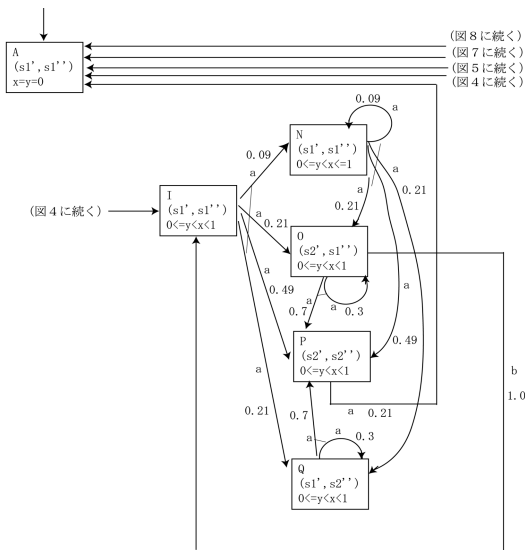 (図８に続く)
(図７に続く)
(図５に続く)
(図４に続く)
A
(s1',s1'')
x=y=0
0.09
a
N
(s1',s1'')
0<=y<x<=1
0.09
a
a
0.21
a
0.21
I
(s1',s1'')
0<=y<x<1
(図４に続く)
a
0.21
O
(s2',s1'')
0<=y<x<1
a
0.49
a
0.7
a
0.3
a
0.49
P
(s2',s2'')
0<=y<x<1
a
0.21
b
1.0
a
0.21
0.7
a
a
0.3
Q
(s1',s2'')
0<=y<x<1